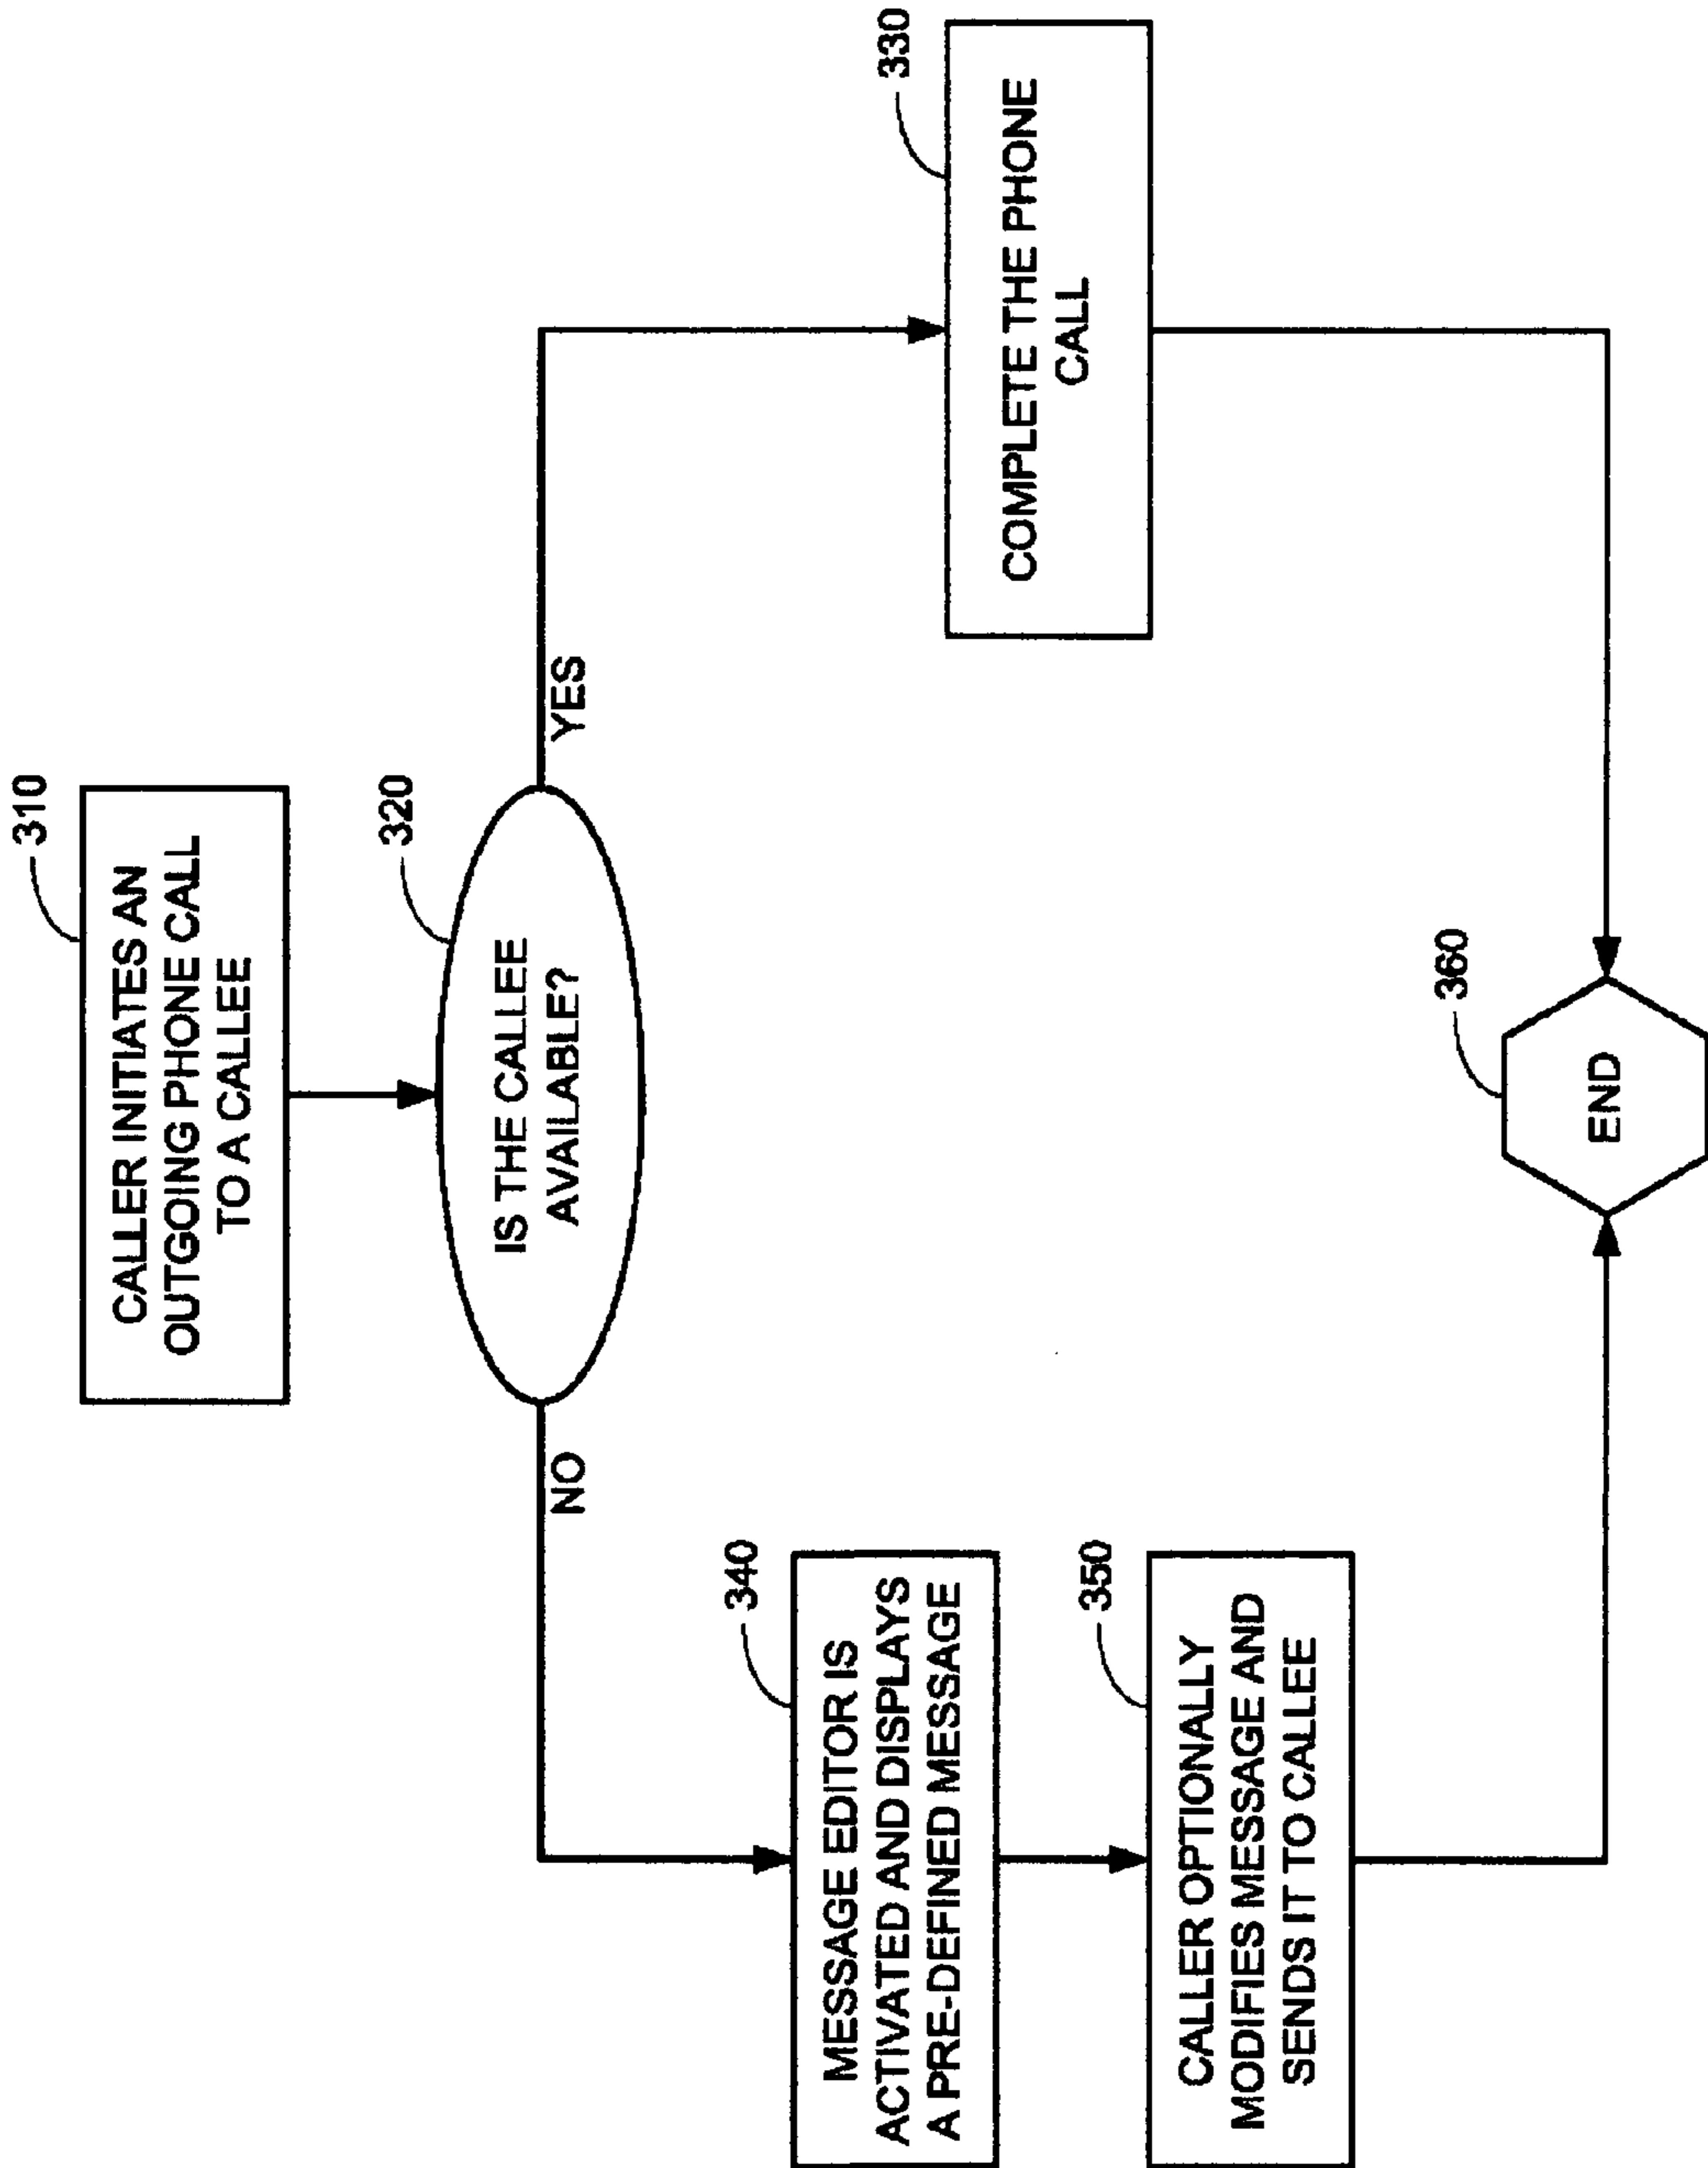 310
CALLER INITIATES AN
OUTGOING PHONE CALL
TO A CALLEE
320
IS THE CALLEE
AVAILABLE?
NO
YES
340
MESSAGE EDITOR IS
ACTIVATED AND DISPLAYS
A PRE-DEFINED MESSAGE
330
COMPLETE THE PHONE
CALL
350
CALLER OPTIONALLY
MODIFIES MESSAGE AND
SENDS IT TO CALLEE
360
END